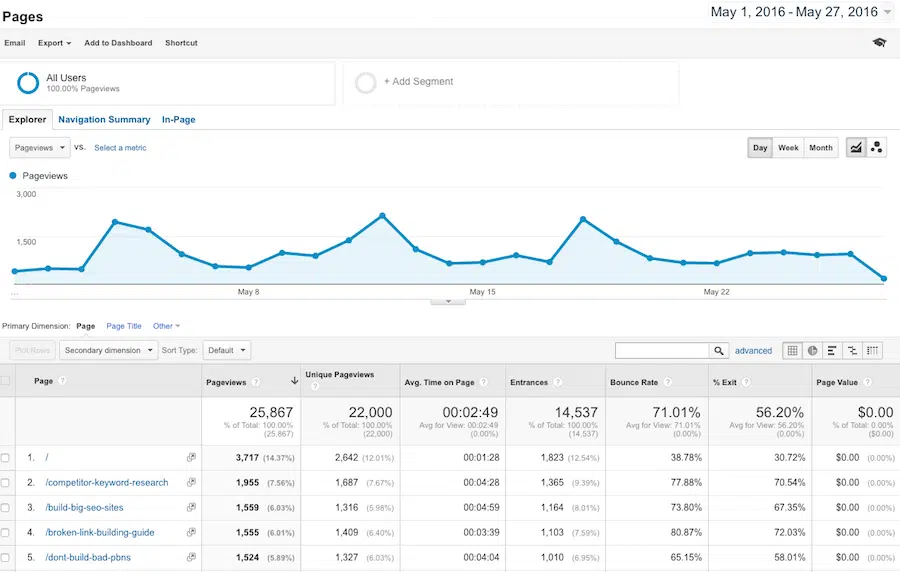 Pages
May 1, 2016 - May 27, 2016
Email Export Add to Dashboard Shortcut
All Users
100.00% Pageviews
+ Add Segment
Explorer Navigation Summary In-Page
Pageviews VS. Select a metric
Day Week Month
Pageviews
3,000
1,500
... May 8 May 15 May 22
Primary Dimension: Page Page Title Other
Plot Rows Secondary dimension Sort Type: Default advanced
Page ? Pageviews ? Unique Pageviews ? Avg. Time on Page ? Entrances ? Bounce Rate ? % Exit ? Page Value ?
25,867 22,000 00:02:49 14,537 71.01% 56.20% $0.00
% of Total: 100.00% % of Total: 100.00% Avg for View: 00:02:49 % of Total: 100.00% Avg for View: 71.01% Avg for View: 56.20% % of Total: 0.00%
(25,867) (22,000) (0.00%) (14,537) (0.00%) (0.00%) ($0.00)
1. / 3,717 (14.37%) 2,642 (12.01%) 00:01:28 1,823 (12.54%) 38.78% 30.72% $0.00 (0.00%)
2. /competitor-keyword-research 1,955 (7.56%) 1,687 (7.67%) 00:04:28 1,365 (9.39%) 77.88% 70.54% $0.00 (0.00%)
3. /build-big-seo-sites 1,559 (6.03%) 1,316 (5.98%) 00:04:59 1,164 (8.01%) 73.80% 67.35% $0.00 (0.00%)
4. /broken-link-building-guide 1,555 (6.01%) 1,409 (6.40%) 00:03:39 1,103 (7.59%) 80.87% 72.03% $0.00 (0.00%)
5. /dont-build-bad-pbns 1,524 (5.89%) 1,327 (6.03%) 00:04:04 1,010 (6.95%) 65.15% 58.01% $0.00 (0.00%)